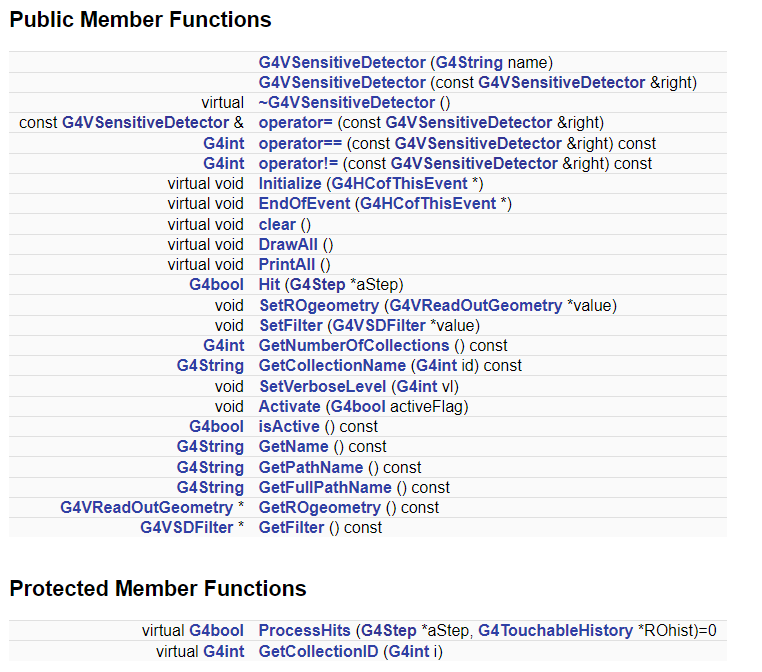 Public Member Functions
G4VSensitiveDetector (G4String name)
G4VSensitiveDetector (const G4VSensitiveDetector &right)
virtual ~G4VSensitiveDetector ()
const G4VSensitiveDetector & operator= (const G4VSensitiveDetector &right)
G4int operator== (const G4VSensitiveDetector &right) const
G4int operator!= (const G4VSensitiveDetector &right) const
virtual void Initialize (G4HCofThisEvent *)
virtual void EndOfEvent (G4HCofThisEvent *)
virtual void clear ()
virtual void DrawAll ()
virtual void PrintAll ()
G4bool Hit (G4Step *aStep)
void SetROgeometry (G4VReadOutGeometry *value)
void SetFilter (G4VSDFilter *value)
G4int GetNumberOfCollections () const
G4String GetCollectionName (G4int id) const
void SetVerboseLevel (G4int vl)
void Activate (G4bool activeFlag)
G4bool isActive () const
G4String GetName () const
G4String GetPathName () const
G4String GetFullPathName () const
G4VReadOutGeometry * GetROgeometry () const
G4VSDFilter * GetFilter () const
Protected Member Functions
virtual G4bool ProcessHits (G4Step *aStep, G4TouchableHistory *ROhist)=0
virtual G4int GetCollectionID (G4int i)